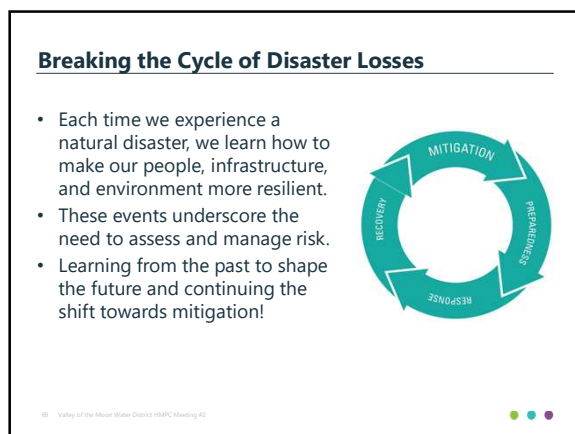 Breaking the Cycle of Disaster Losses
• Each time we experience a
natural disaster, we learn how to
make our people, infrastructure,
and environment more resilient.
• These events underscore the
need to assess and manage risk.
• Learning from the past to shape
the future and continuing the
shift towards mitigation!
MITIGATION
PREPAREDNESS
RESPONSE
RECOVERY
Valley of the Moon Water District HMPC Meeting #2